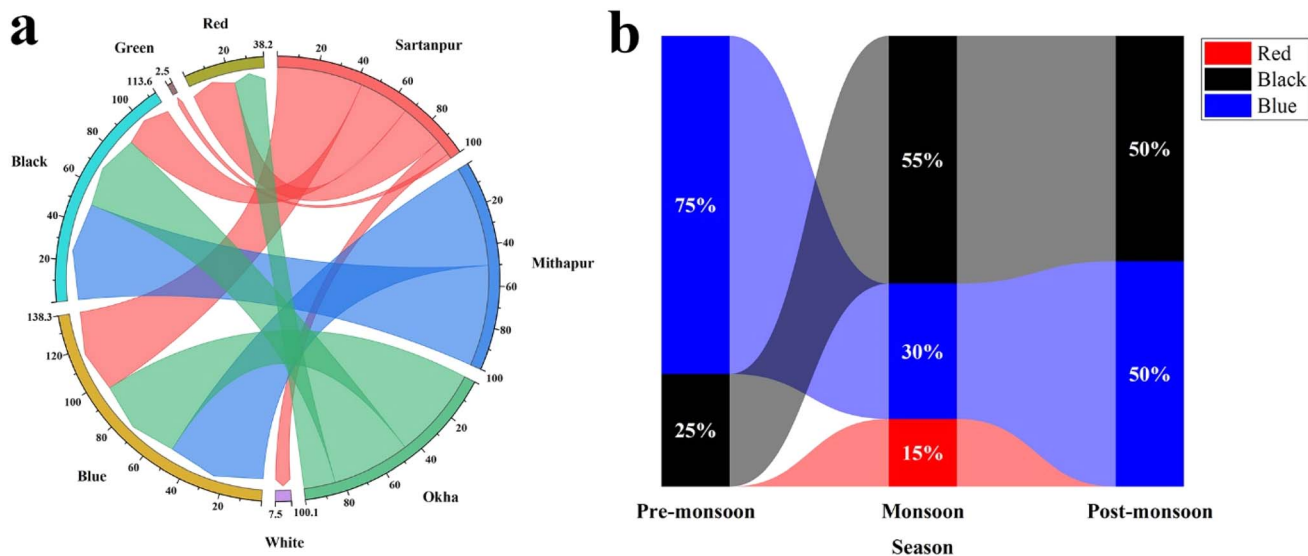 a
Red
38.2
20
Green
2.5
Sartanpur
20
40
60
80
100
113.6
100
80
60
40
20
Black
Mithapur
20
40
60
80
100
138.3
120
100
80
60
40
20
Blue
7.5
White
100.1
80
60
40
20
Okha
b
Red
Black
Blue
75%
25%
55%
30%
15%
50%
50%
Pre-monsoon
Monsoon
Post-monsoon
Season